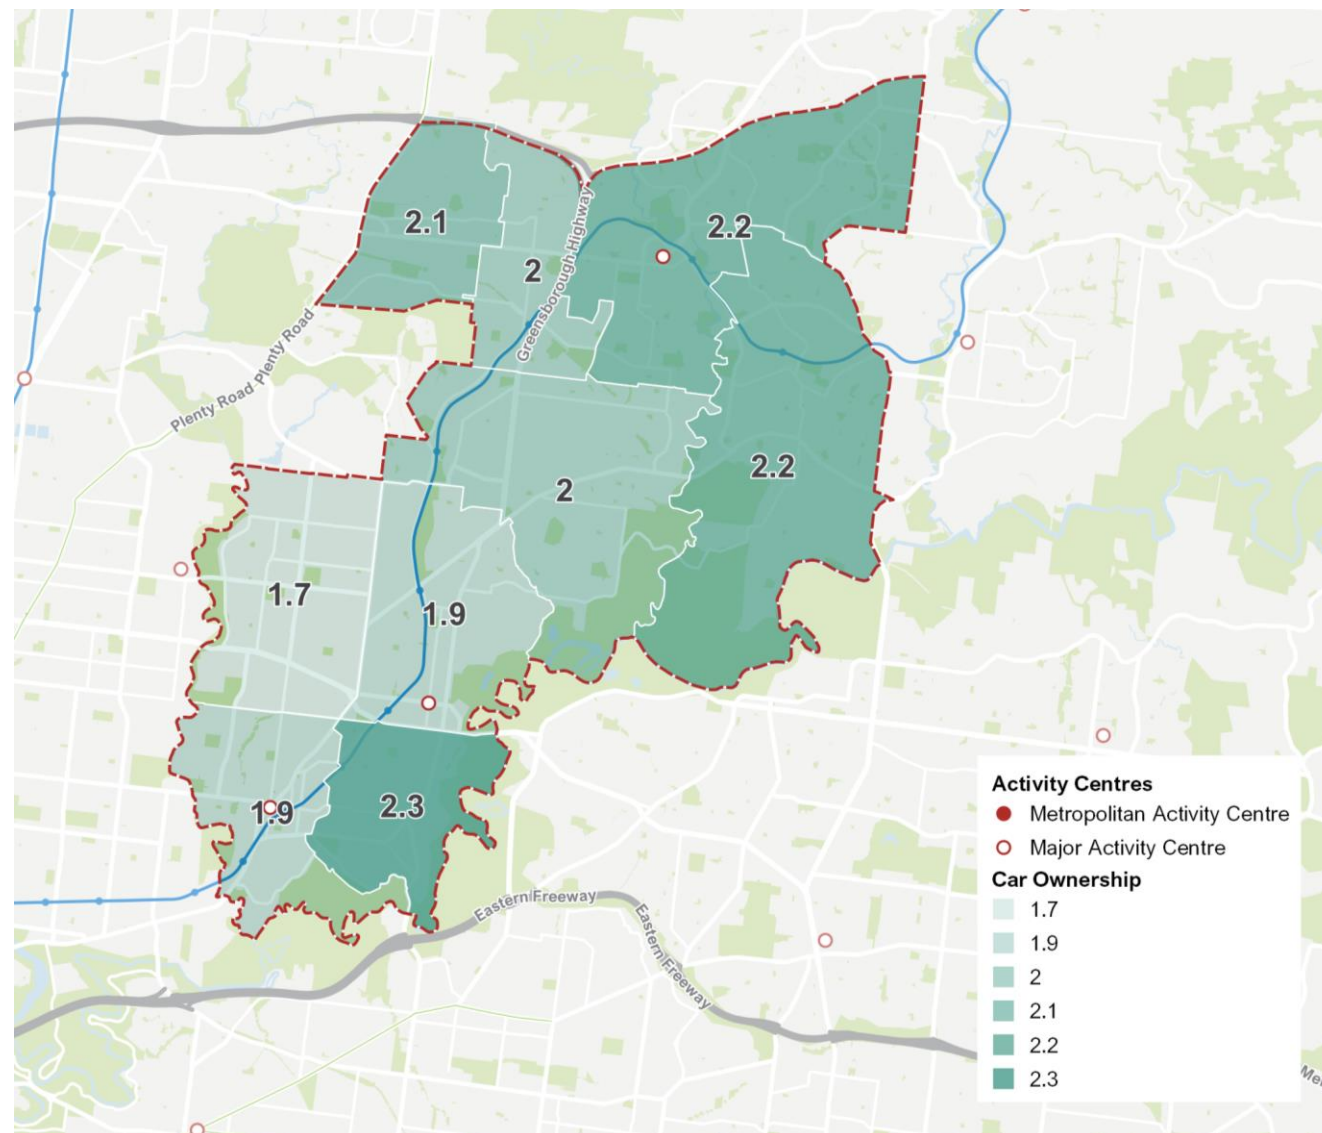 2.1
2.2
2
Greensborough Highway
Plenty Road
Plenty Road
2.2
2
1.7
1.9
1.9
2.3
Eastern Freeway
Eastern Freeway
Activity Centres
Metropolitan Activity Centre
Major Activity Centre
Car Ownership
1.7
1.9
2
2.1
2.2
2.3